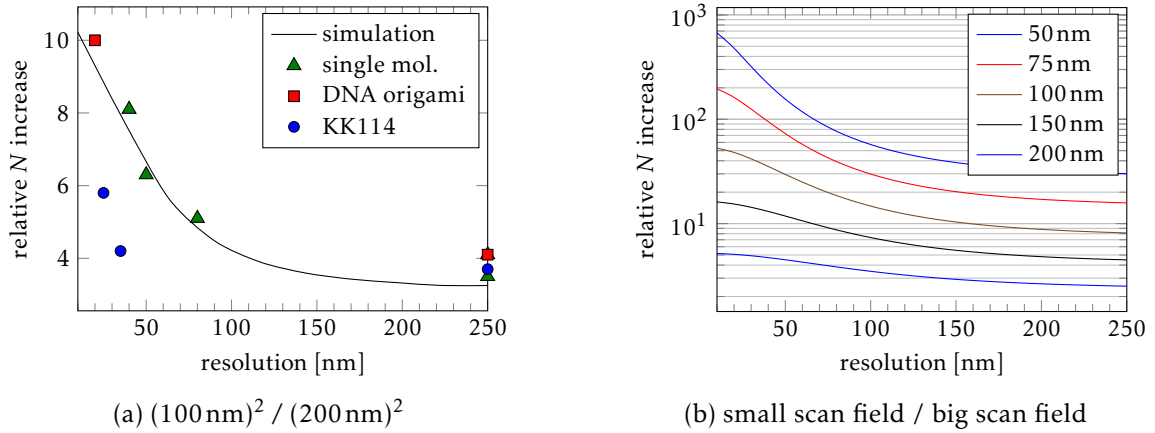 10
8
6
4
50
100
150
200
250
relative N increase
resolution [nm]
simulation
single mol.
DNA origami
KK114
(a) (100 nm)² / (200 nm)²
10³
10²
10¹
50
100
150
200
250
relative N increase
resolution [nm]
50 nm
75 nm
100 nm
150 nm
200 nm
(b) small scan field / big scan field